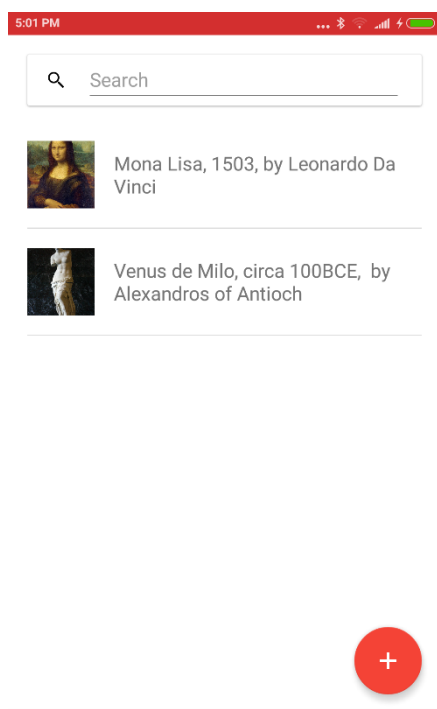 5:01 PM
Search
Mona Lisa, 1503, by Leonardo Da
Vinci
Venus de Milo, circa 100BCE,  by
Alexandros of Antioch
+